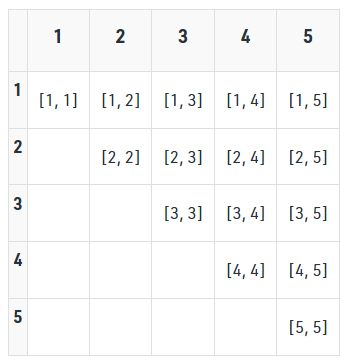 1 2 3 4 5
1 [1, 1] [1, 2] [1, 3] [1, 4] [1, 5]
2 [2, 2] [2, 3] [2, 4] [2, 5]
3 [3, 3] [3, 4] [3, 5]
4 [4, 4] [4, 5]
5 [5, 5]